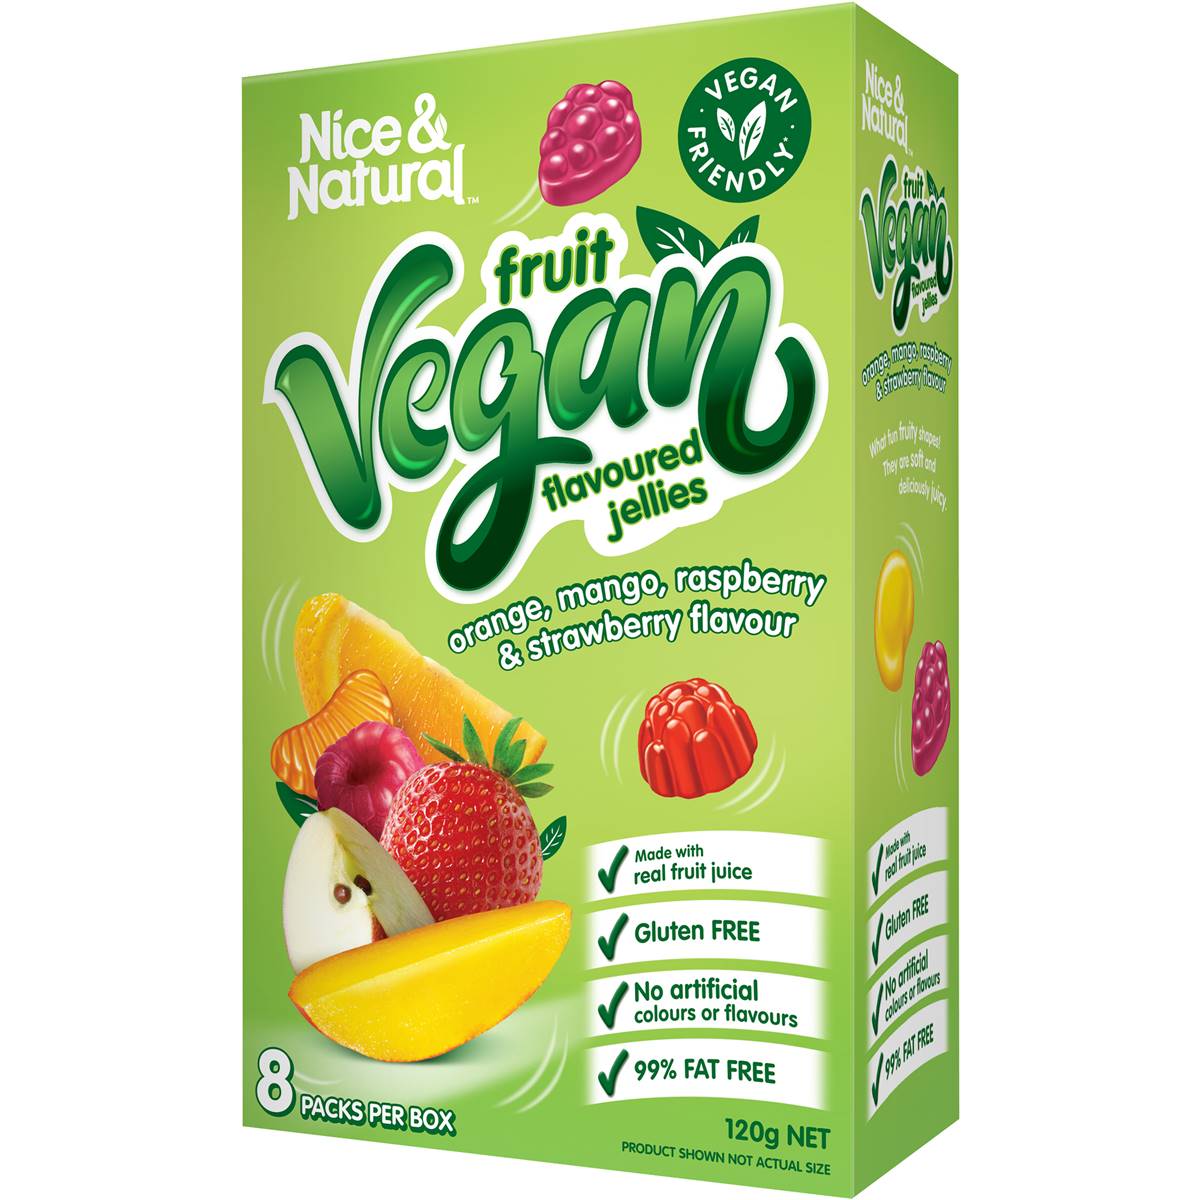 Nice &
Natural™
VEGAN
FRIENDLY*
fruit
Vegan
flavoured
jellies
orange, mango, raspberry
& strawberry flavour
Made with
real fruit juice
Gluten FREE
No artificial
colours or flavours
99% FAT FREE
8 PACKS PER BOX
120g NET
PRODUCT SHOWN NOT ACTUAL SIZE
Nice &
Natural™
fruit
Vegan
flavoured
jellies
orange, mango, raspberry
& strawberry flavour
What fun fruity shapes!
They are soft and
deliciously juicy.
Made with
real fruit juice
Gluten FREE
No artificial
colours or flavours
99% FAT FREE